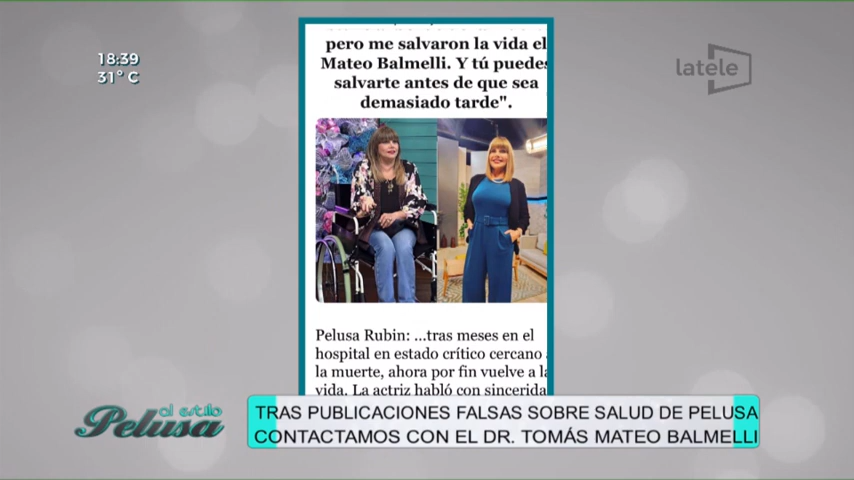 18:39
31° C
latele
pero me salvaron la vida el
Mateo Balmelli. Y tú puedes
salvarte antes de que sea
demasiado tarde".
Pelusa Rubin: ...tras meses en el
hospital en estado crítico cercano
la muerte, ahora por fin vuelve a la
vida. La actriz habló con sincerida
al estilo
Pelusa
TRAS PUBLICACIONES FALSAS SOBRE SALUD DE PELUSA
CONTACTAMOS CON EL DR. TOMÁS MATEO BALMELLI